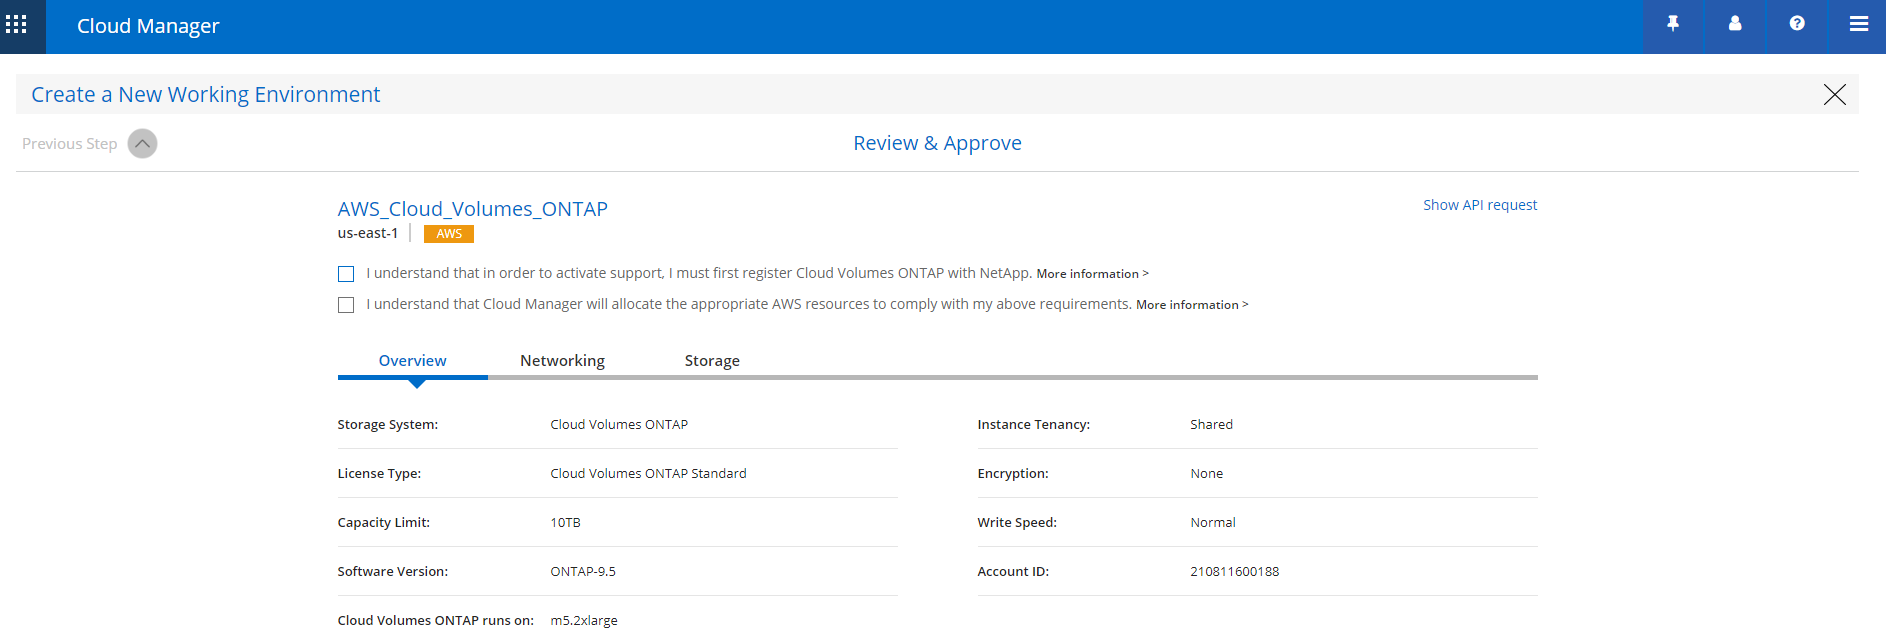 Cloud Manager
Create a New Working Environment
Previous Step
Review & Approve
AWS_Cloud_Volumes_ONTAP
Show API request
us-east-1
AWS
I understand that in order to activate support, I must first register Cloud Volumes ONTAP with NetApp. More information >
I understand that Cloud Manager will allocate the appropriate AWS resources to comply with my above requirements. More information >
Overview Networking Storage
Storage System: Cloud Volumes ONTAP
License Type: Cloud Volumes ONTAP Standard
Capacity Limit: 10TB
Software Version: ONTAP-9.5
Cloud Volumes ONTAP runs on: m5.2xlarge
Instance Tenancy: Shared
Encryption: None
Write Speed: Normal
Account ID: 210811600188